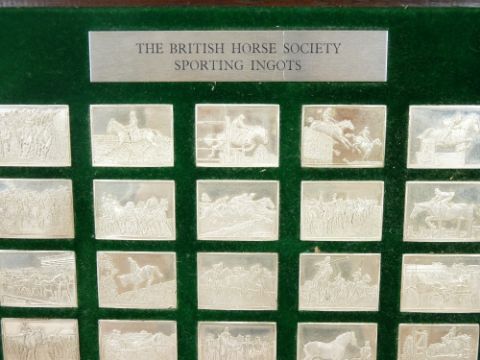 THE BRITISH HORSE SOCIETY
SPORTING INGOTS